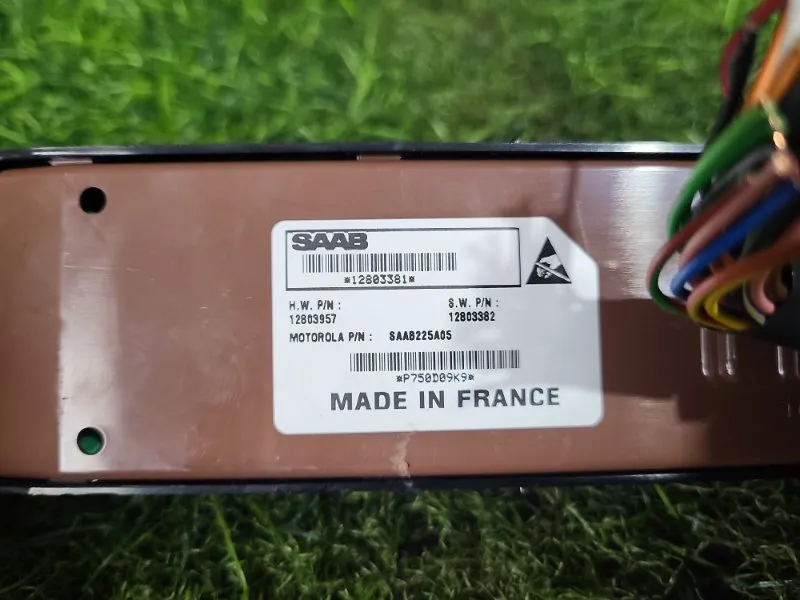 SAAB
*12803381*
H.W. P/N : S.W. P/N :
12803957 12803382
MOTOROLA P/N : SAAB225A05
*P750D09K9*
MADE IN FRANCE